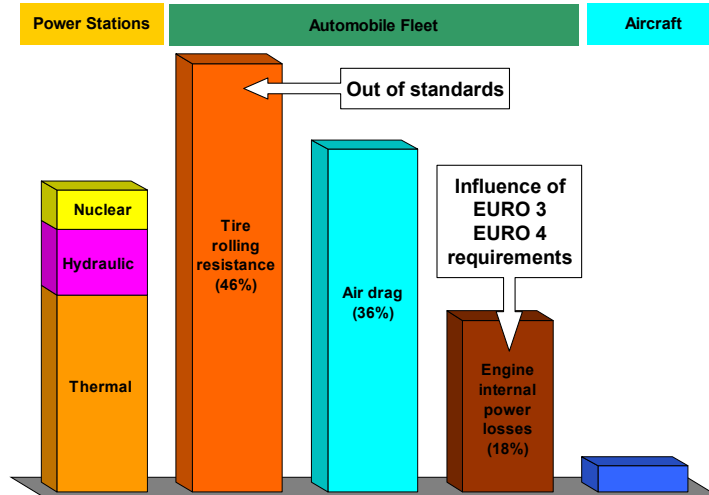 Power Stations
Automobile Fleet
Aircraft
Out of standards
Influence of
EURO 3
EURO 4
requirements
Nuclear
Hydraulic
Thermal
Tire
rolling
resistance
(46%)
Air drag
(36%)
Engine
internal
power
losses
(18%)